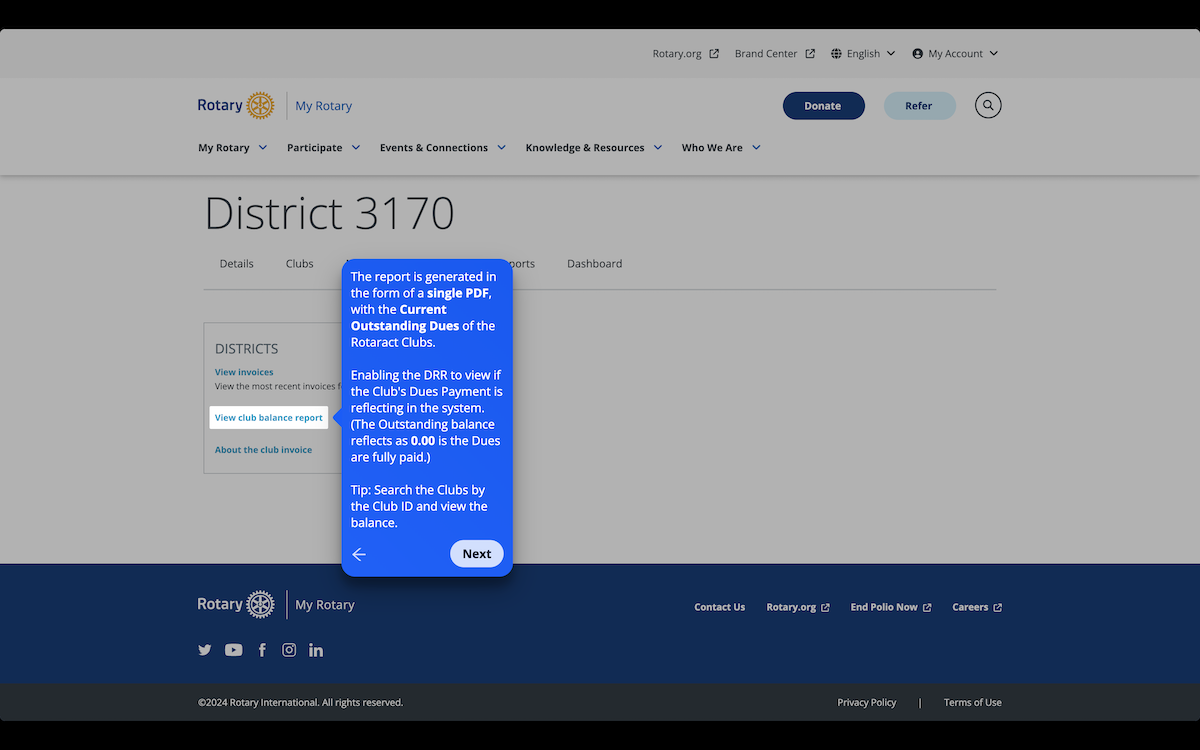 Rotary.org
Brand Center
English
My Account
Rotary
My Rotary
Donate
Refer
My Rotary
Participate
Events & Connections
Knowledge & Resources
Who We Are
District 3170
Details
Clubs
ports
Dashboard
DISTRICTS
View invoices
View the most recent invoices f
View club balance report
About the club invoice
The report is generated in
the form of a single PDF,
with the Current
Outstanding Dues of the
Rotaract Clubs.
Enabling the DRR to view if
the Club's Dues Payment is
reflecting in the system.
(The Outstanding balance
reflects as 0.00 is the Dues
are fully paid.)
Tip: Search the Clubs by
the Club ID and view the
balance.
Next
Rotary
My Rotary
Contact Us
Rotary.org
End Polio Now
Careers
©2024 Rotary International. All rights reserved.
Privacy Policy
|
Terms of Use